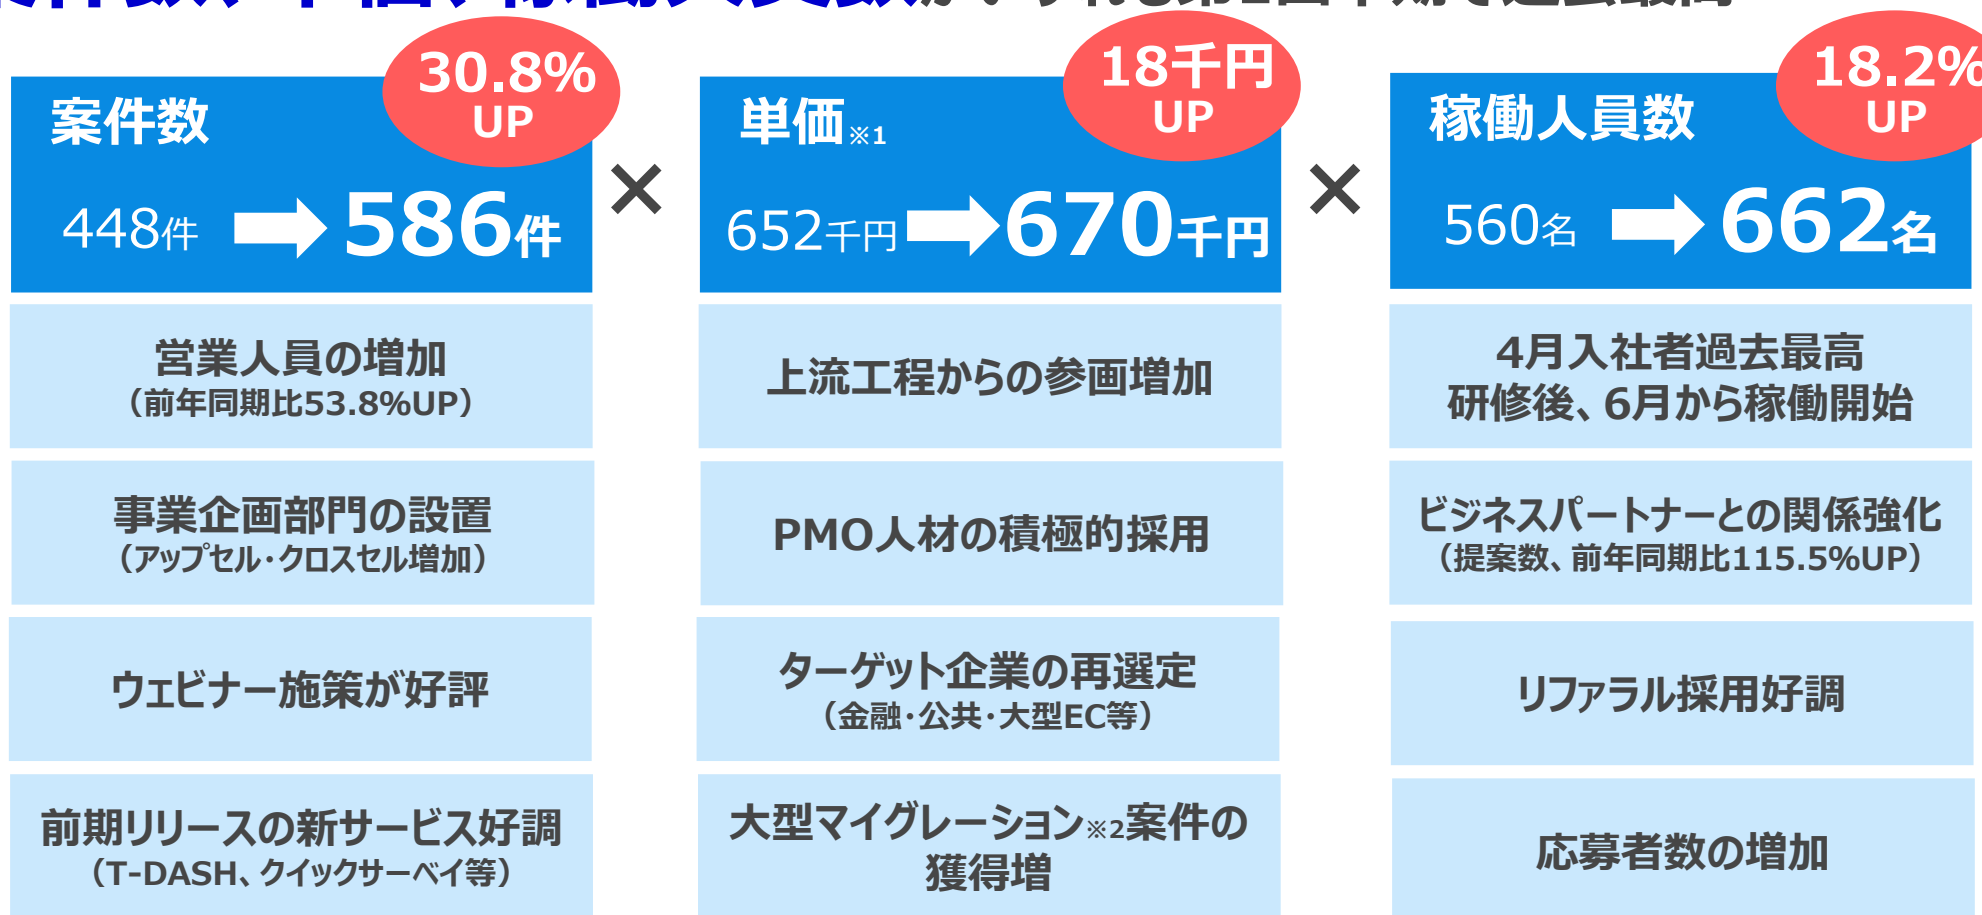 案件数
30.8%
UP
448件
586件
×
単価※1
18千円
UP
652千円
670千円
×
稼働人員数
18.2%
UP
560名
662名
営業人員の増加
（前年同期比53.8%UP）
事業企画部門の設置
（アップセル・クロスセル増加）
ウェビナー施策が好評
前期リリースの新サービス好調
（T-DASH、クイックサーベイ等）
上流工程からの参画増加
PMO人材の積極的採用
ターゲット企業の再選定
（金融・公共・大型EC等）
大型マイグレーション※2案件の
獲得増
4月入社者過去最高
研修後、6月から稼働開始
ビジネスパートナーとの関係強化
（提案数、前年同期比115.5%UP）
リファラル採用好調
応募者数の増加